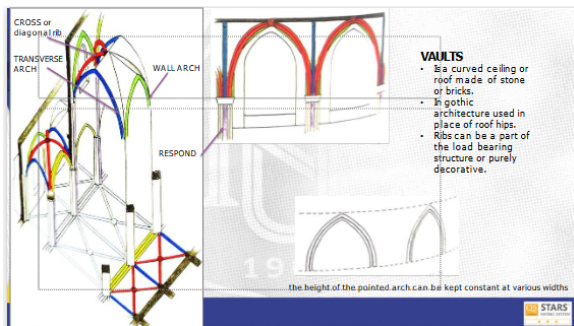 CROSS or
diagonal rib
TRANSVERSE
ARCH
WALL ARCH
RESPOND
VAULTS
• Is a curved ceiling or
roof made of stone
or bricks.
• In gothic
architecture used in
place of roof hips.
• Ribs can be a part of
the load bearing
structure or purely
decorative.
the height of the pointed arch can be kept constant at various widths
STARS